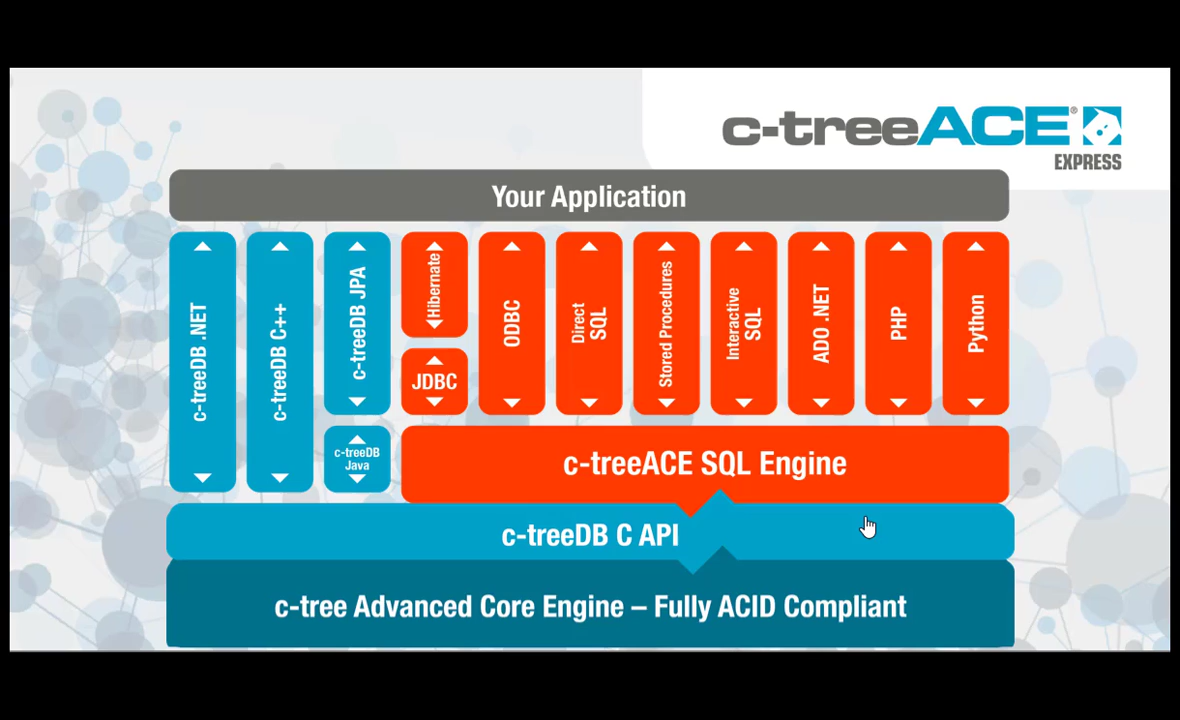 c-treeACE®
EXPRESS
Your Application
c-treeDB .NET
c-treeDB C++
c-treeDB JPA
c-treeDB
Java
Hibernate
JDBC
ODBC
Direct
SQL
Stored Procedures
Interactive
SQL
ADO .NET
PHP
Python
c-treeACE SQL Engine
c-treeDB C API
c-tree Advanced Core Engine – Fully ACID Compliant